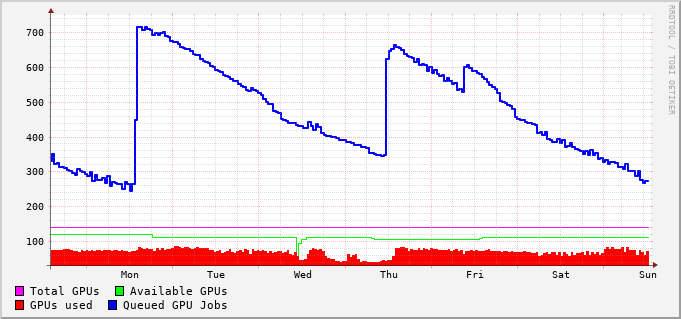 700
600
500
400
300
200
100
Mon Tue Wed Thu Fri Sat Sun
Total GPUs Available GPUs
GPUs used Queued GPU Jobs
RRDTOOL / TOBI OETIKER